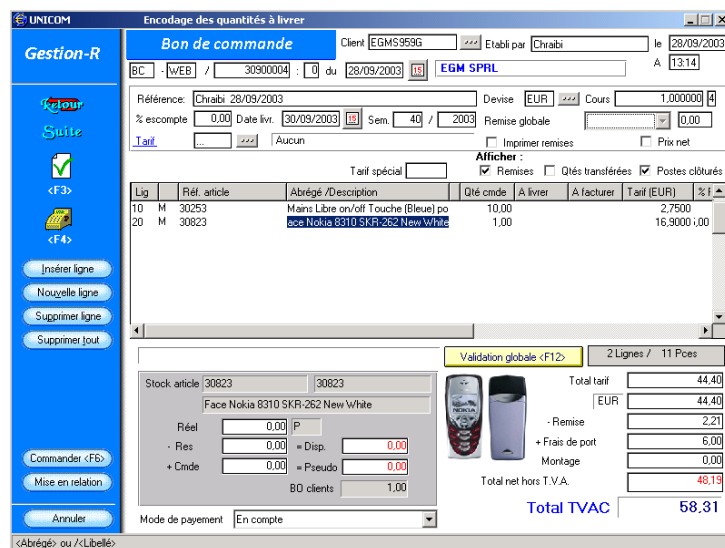 UNICOM Encodage des quantités à livrer
Gestion-R
Bon de commande
Client EGMS959G ... Etabli par Chraibi le 28/09/2003
BC - WEB / 30900004 : 0 du 28/09/2003 15 EGM SPRL A 13:14
Retour
Suite
<F3>
<F4>
Insérer ligne
Nouvelle ligne
Supprimer ligne
Supprimer tout
Commander <F6>
Mise en relation
Annuler
Référence: Chraibi 28/09/2003 Devise EUR ... Cours 1,000000 4
% escompte 0,00 Date livr. 30/09/2003 15 Sem. 40 / 2003 Remise globale 0,00
Tarif ... ... Aucun Imprimer remises Prix net
Afficher :
Tarif spécial Remises Qtés transférées Postes clôturés
Lig Réf. article Abrégé /Description Qté cmde A livrer A facturer Tarif (EUR)
10 M 30253 Mains Libre on/off Touche (Bleue) po 10,00 2,7500
20 M 30823 ace Nokia 8310 SKR-262 New White 1,00 16,9000
Validation globale <F12> 2 Lignes / 11 Pces
Stock article 30823 30823
Face Nokia 8310 SKR-262 New White
Réel 0,00 P
- Res 0,00 = Disp. 0,00
+ Cmde 0,00 = Pseudo 0,00
BO clients 1,00
Mode de payement En compte
NOKIA
Total tarif 44,40
EUR 44,40
- Remise 2,21
+ Frais de port 6,00
Montage 0,00
Total net hors T.V.A. 48,19
Total TVAC 58,31
<Abrégé> ou /<Libellé>